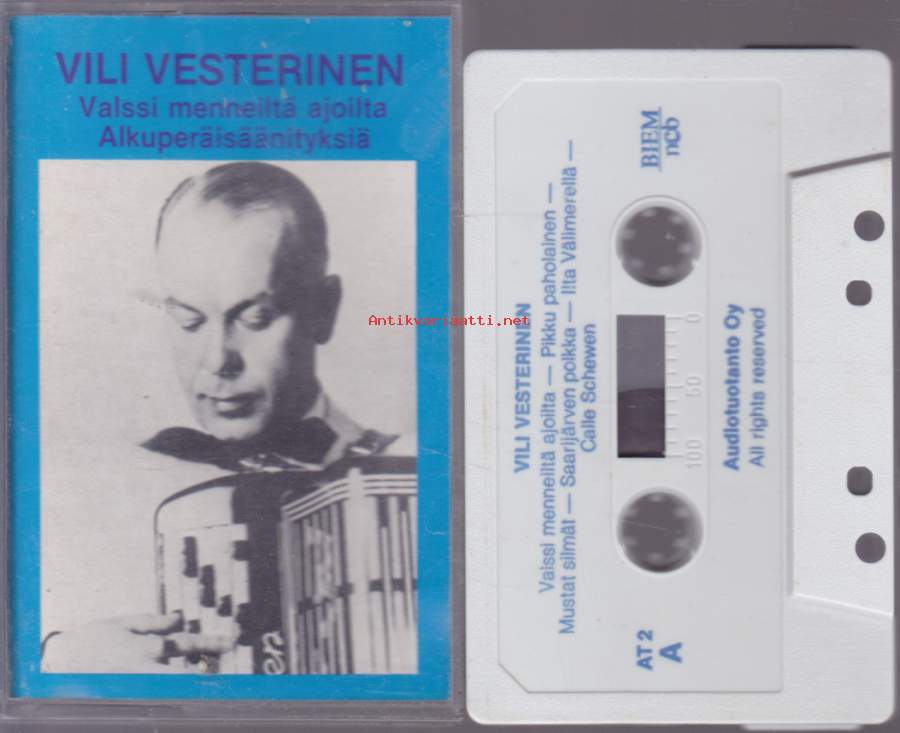 VILI VESTERINEN
Valssi menneiltä ajoilta
Alkuperäisäänityksiä
Antikvariaatti.net
BIEM
ncb
VILI VESTERINEN
Valssi menneiltä ajoilta — Pikku paholainen —
Mustat silmät — Saarijärven polkka — Ilta Välimerellä —
Calle Schewen
100 50 0
Audiotuotanto Oy
All rights reserved
AT 2
A